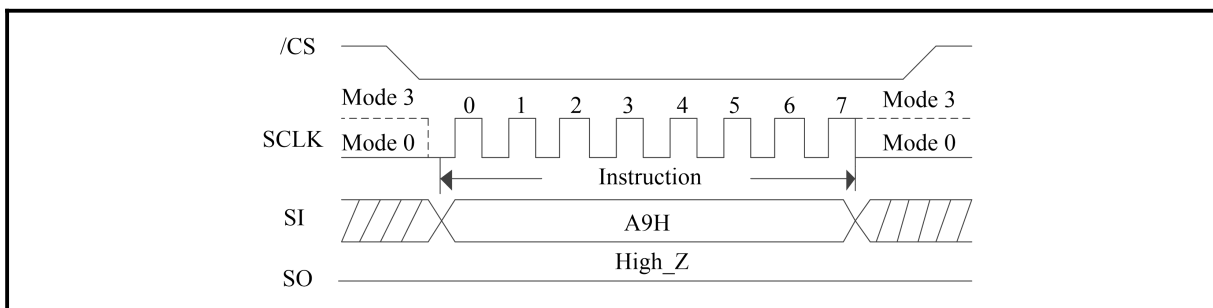 /CS
Mode 3 0 1 2 3 4 5 6 7 Mode 3
SCLK Mode 0 Mode 0
Instruction
SI A9H
High_Z
SO